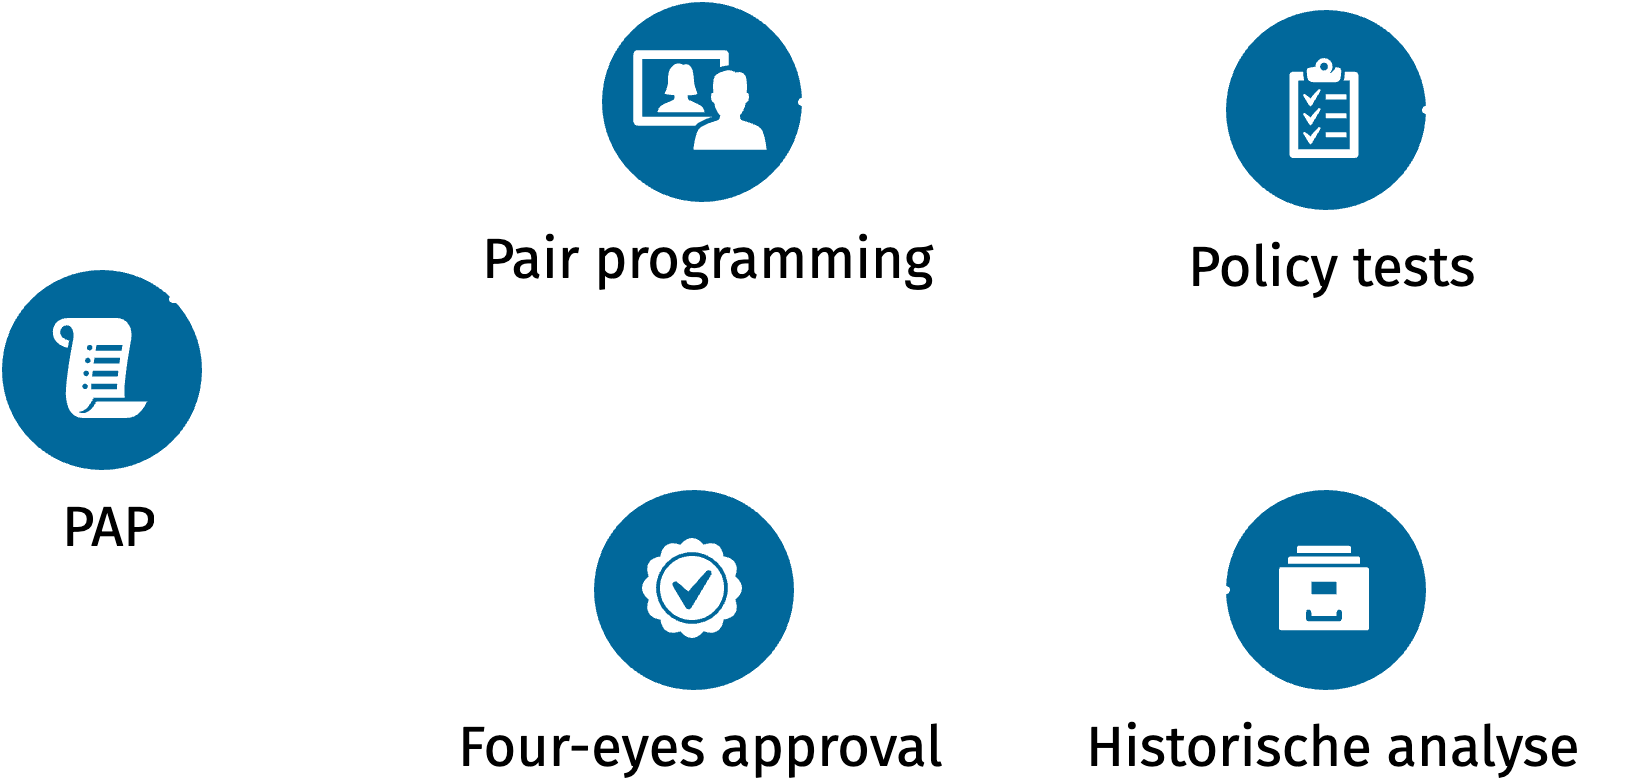 Pair programming
Policy tests
PAP
Four-eyes approval
Historische analyse